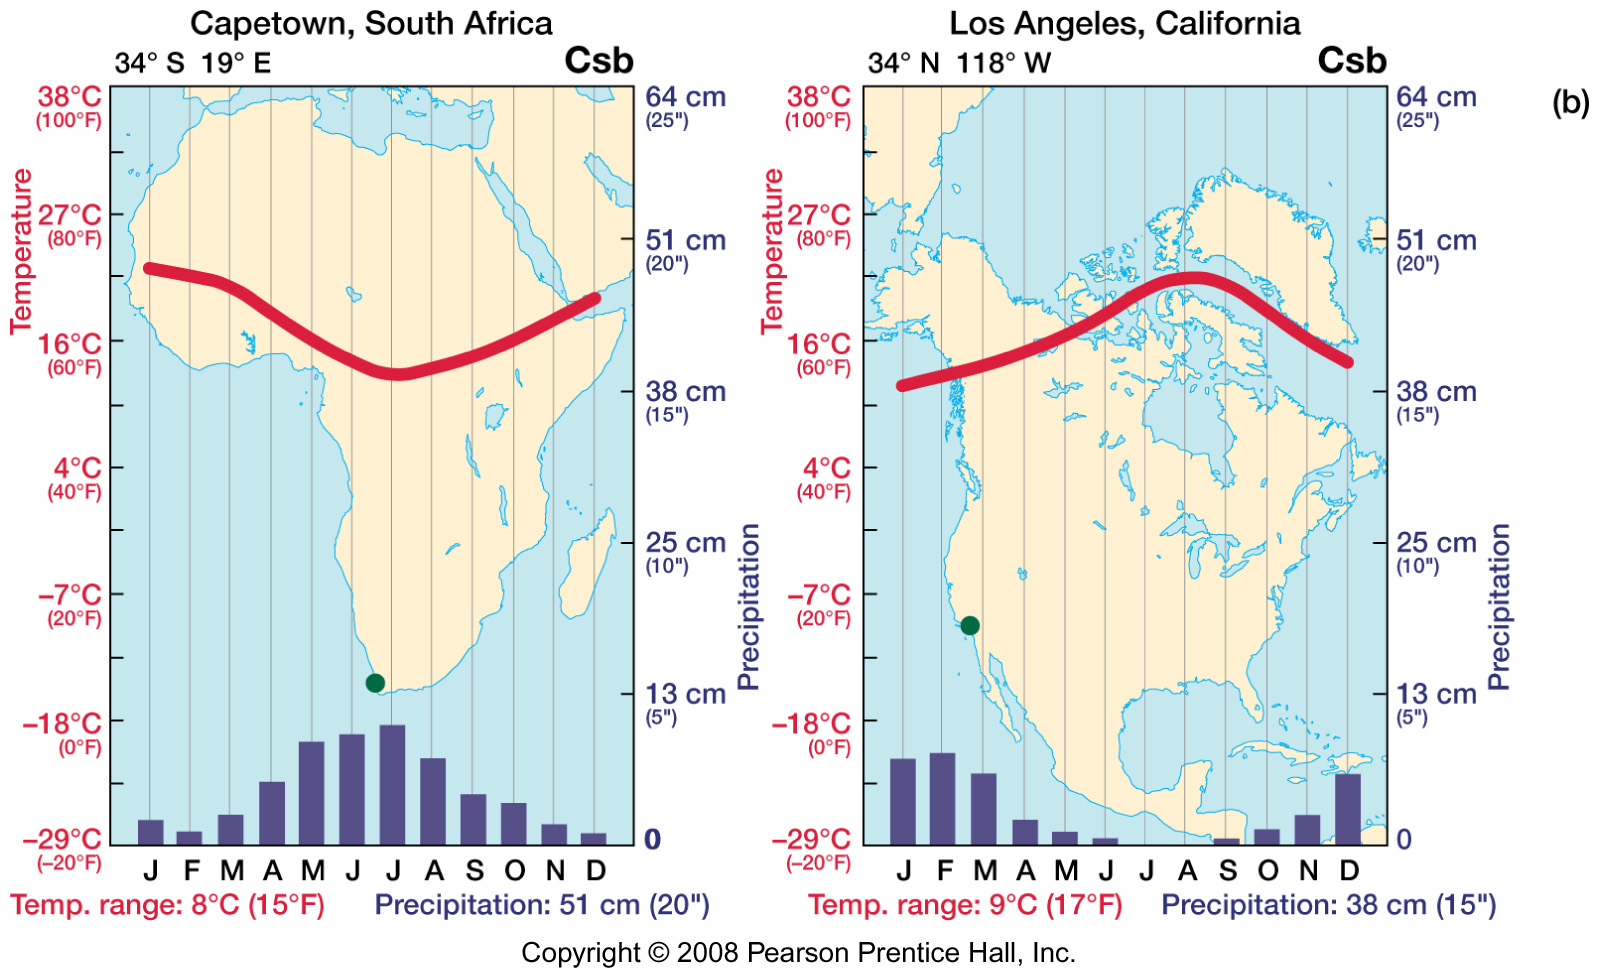 Capetown, South Africa
34° S 19° E Csb
38°C
(100°F)
27°C
(80°F)
16°C
(60°F)
4°C
(40°F)
–7°C
(20°F)
–18°C
(0°F)
–29°C
(–20°F)
Temperature
64 cm
(25")
51 cm
(20")
38 cm
(15")
25 cm
(10")
13 cm
(5")
0
Precipitation
J F M A M J J A S O N D
Temp. range: 8°C (15°F) Precipitation: 51 cm (20")
Los Angeles, California
34° N 118° W Csb
38°C
(100°F)
27°C
(80°F)
16°C
(60°F)
4°C
(40°F)
–7°C
(20°F)
–18°C
(0°F)
–29°C
(–20°F)
Temperature
64 cm
(25")
51 cm
(20")
38 cm
(15")
25 cm
(10")
13 cm
(5")
0
Precipitation
J F M A M J J A S O N D
Temp. range: 9°C (17°F) Precipitation: 38 cm (15")
(b)
Copyright © 2008 Pearson Prentice Hall, Inc.